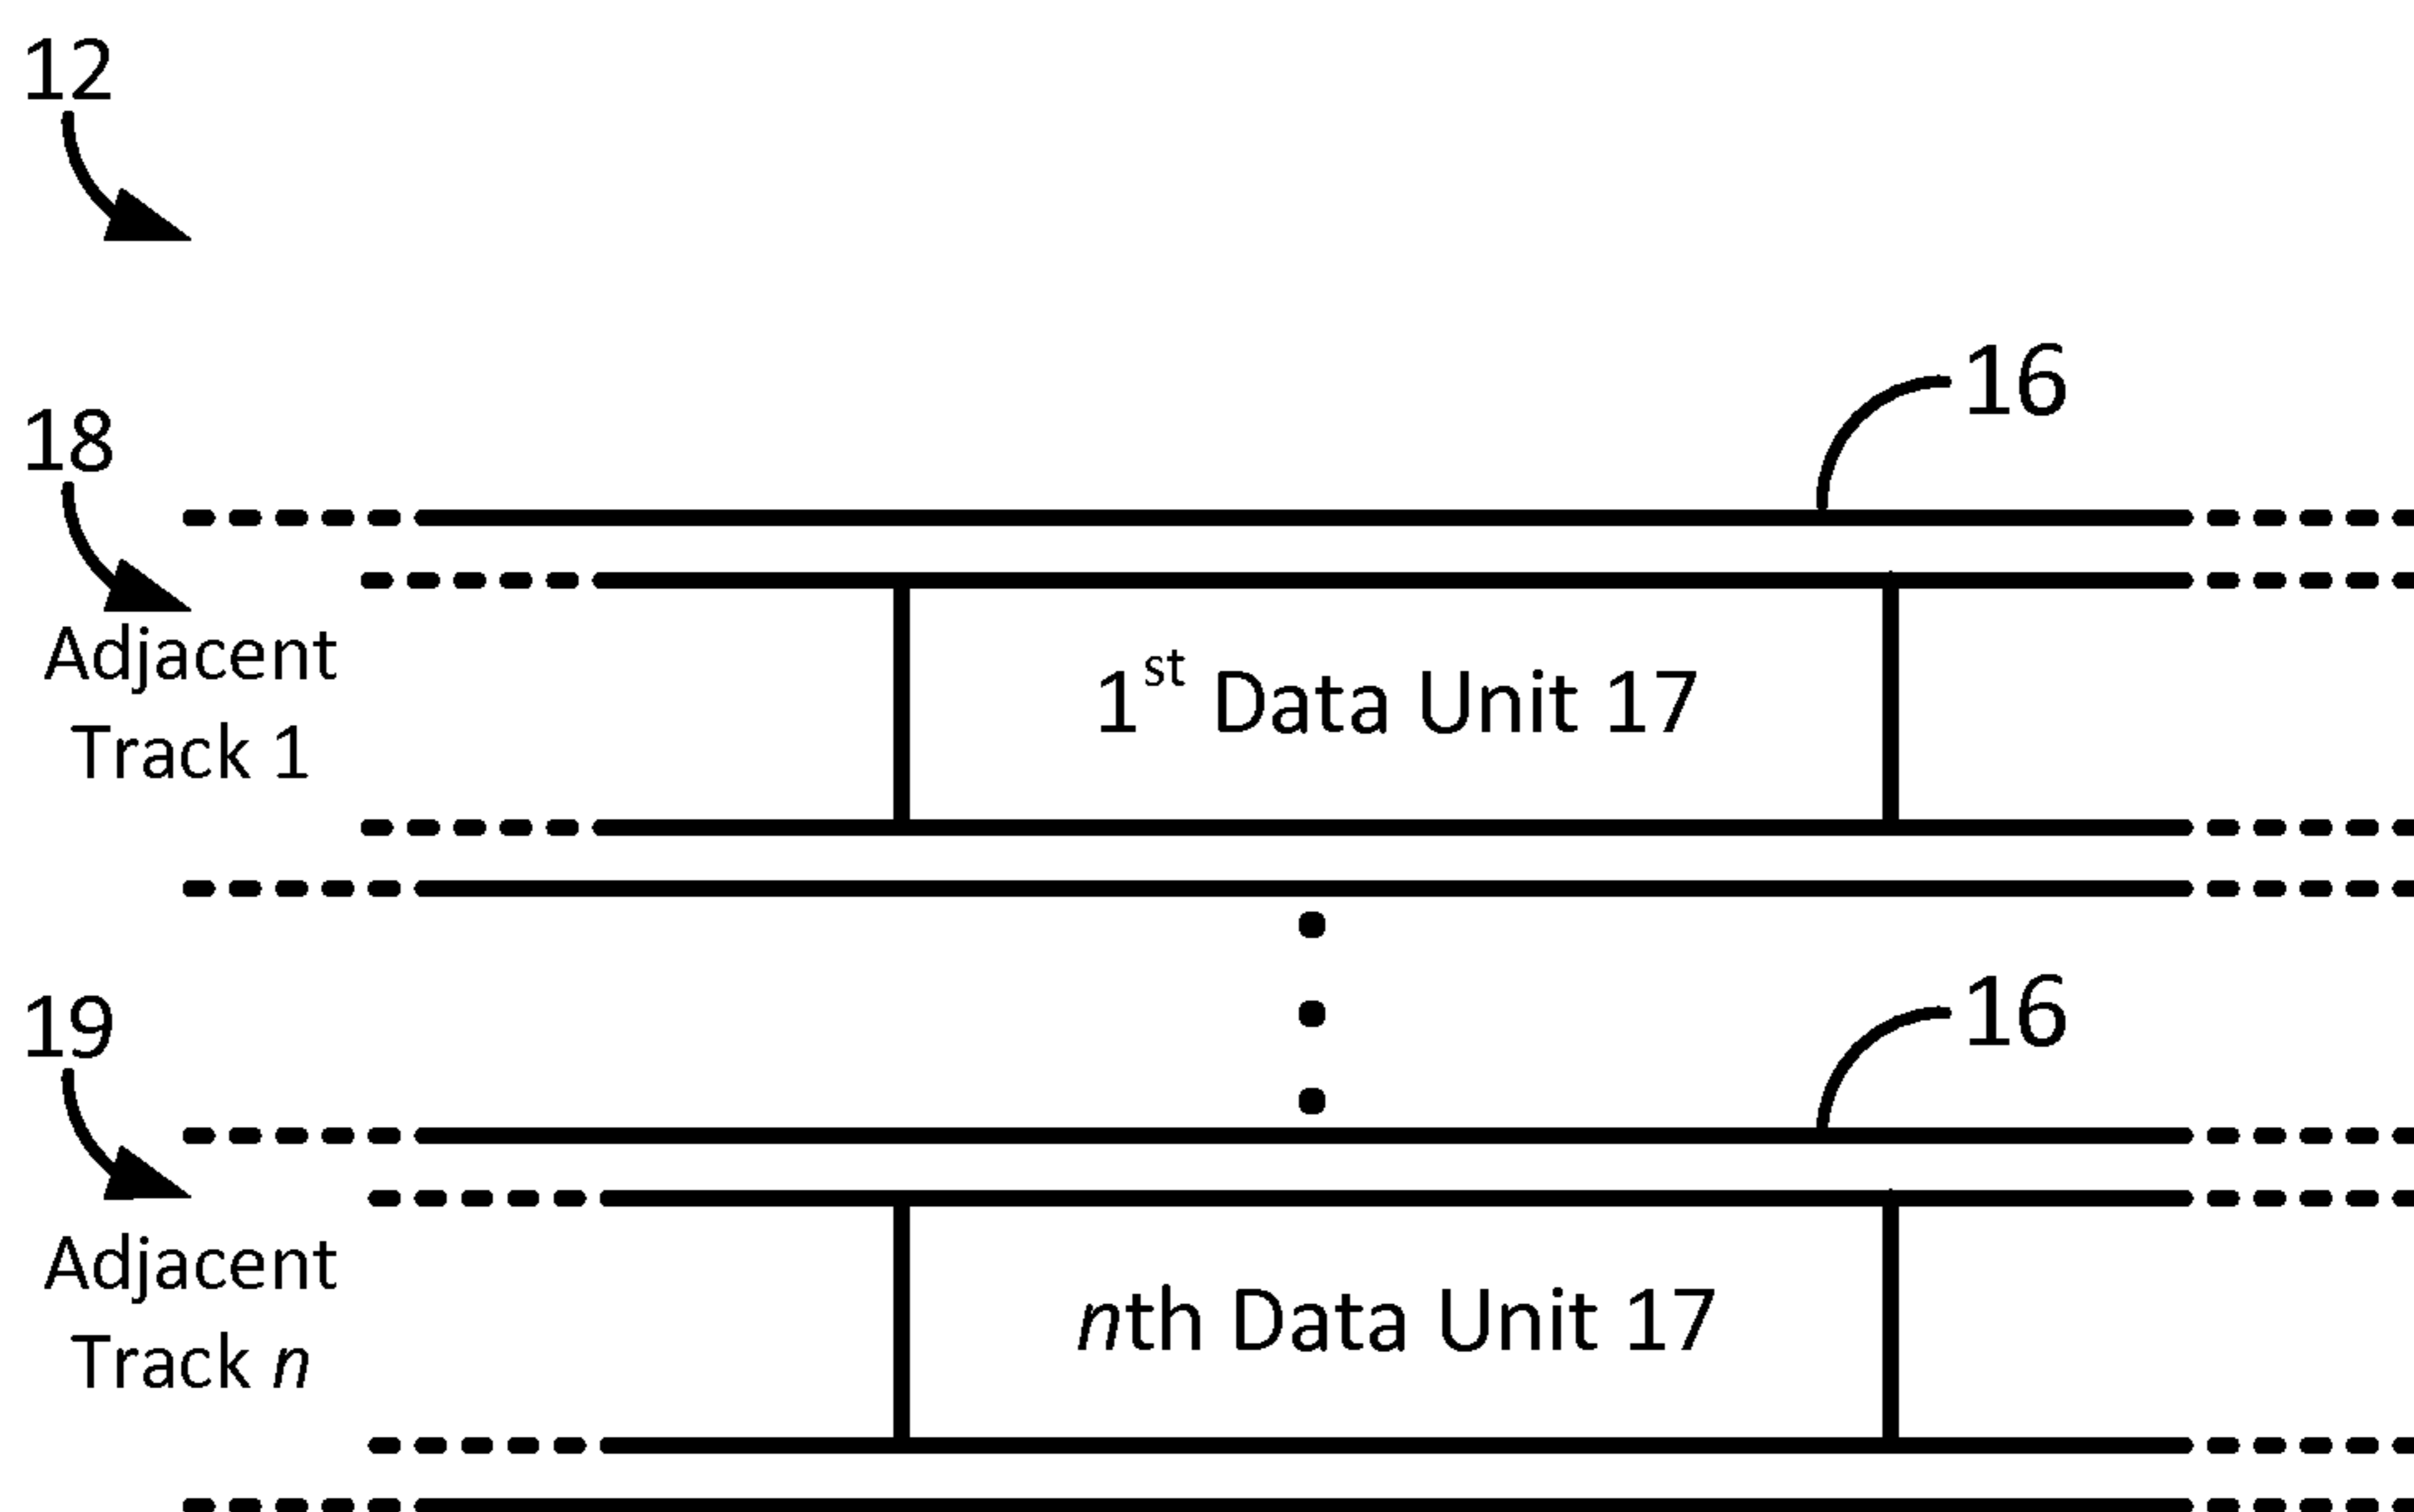 12
16
18
Adjacent
Track 1
1st Data Unit 17
16
19
Adjacent
Track n
nth Data Unit 17